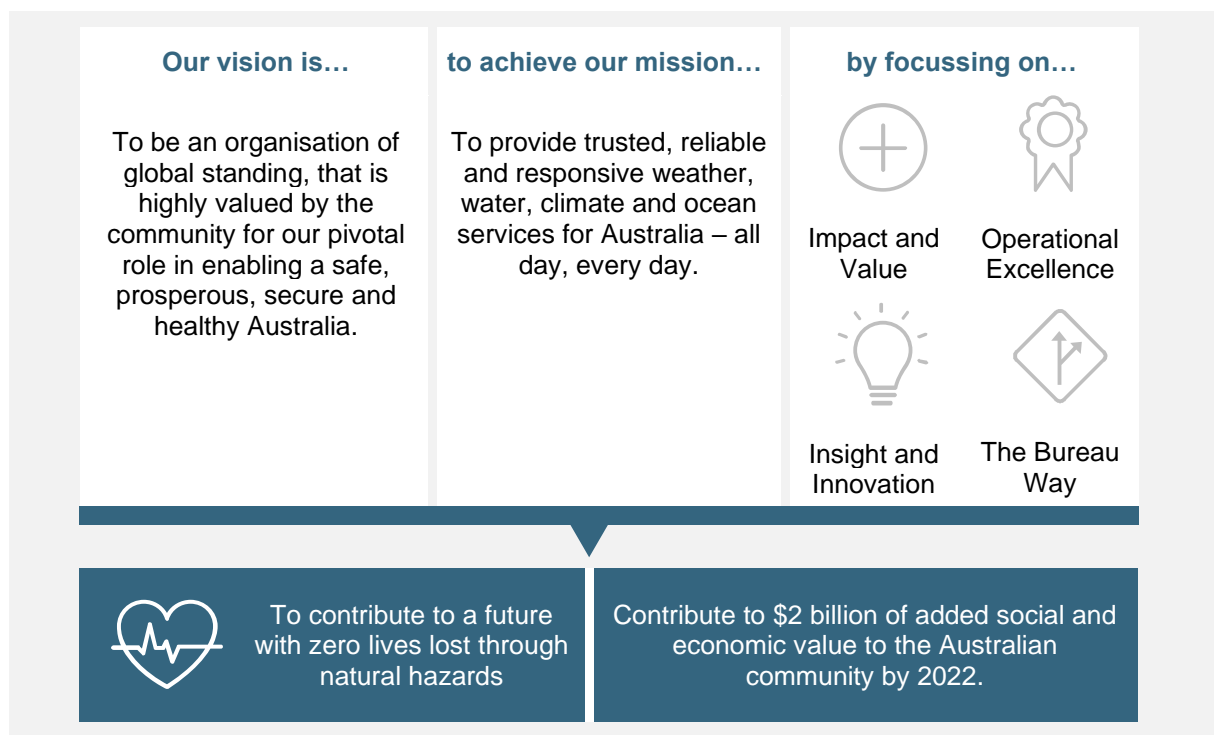 Our vision is…
To be an organisation of
global standing, that is
highly valued by the
community for our pivotal
role in enabling a safe,
prosperous, secure and
healthy Australia.
to achieve our mission…
To provide trusted, reliable
and responsive weather,
water, climate and ocean
services for Australia – all
day, every day.
by focussing on…
Impact and
Value
Operational
Excellence
Insight and
Innovation
The Bureau
Way
To contribute to a future
with zero lives lost through
natural hazards
Contribute to $2 billion of added social and
economic value to the Australian
community by 2022.